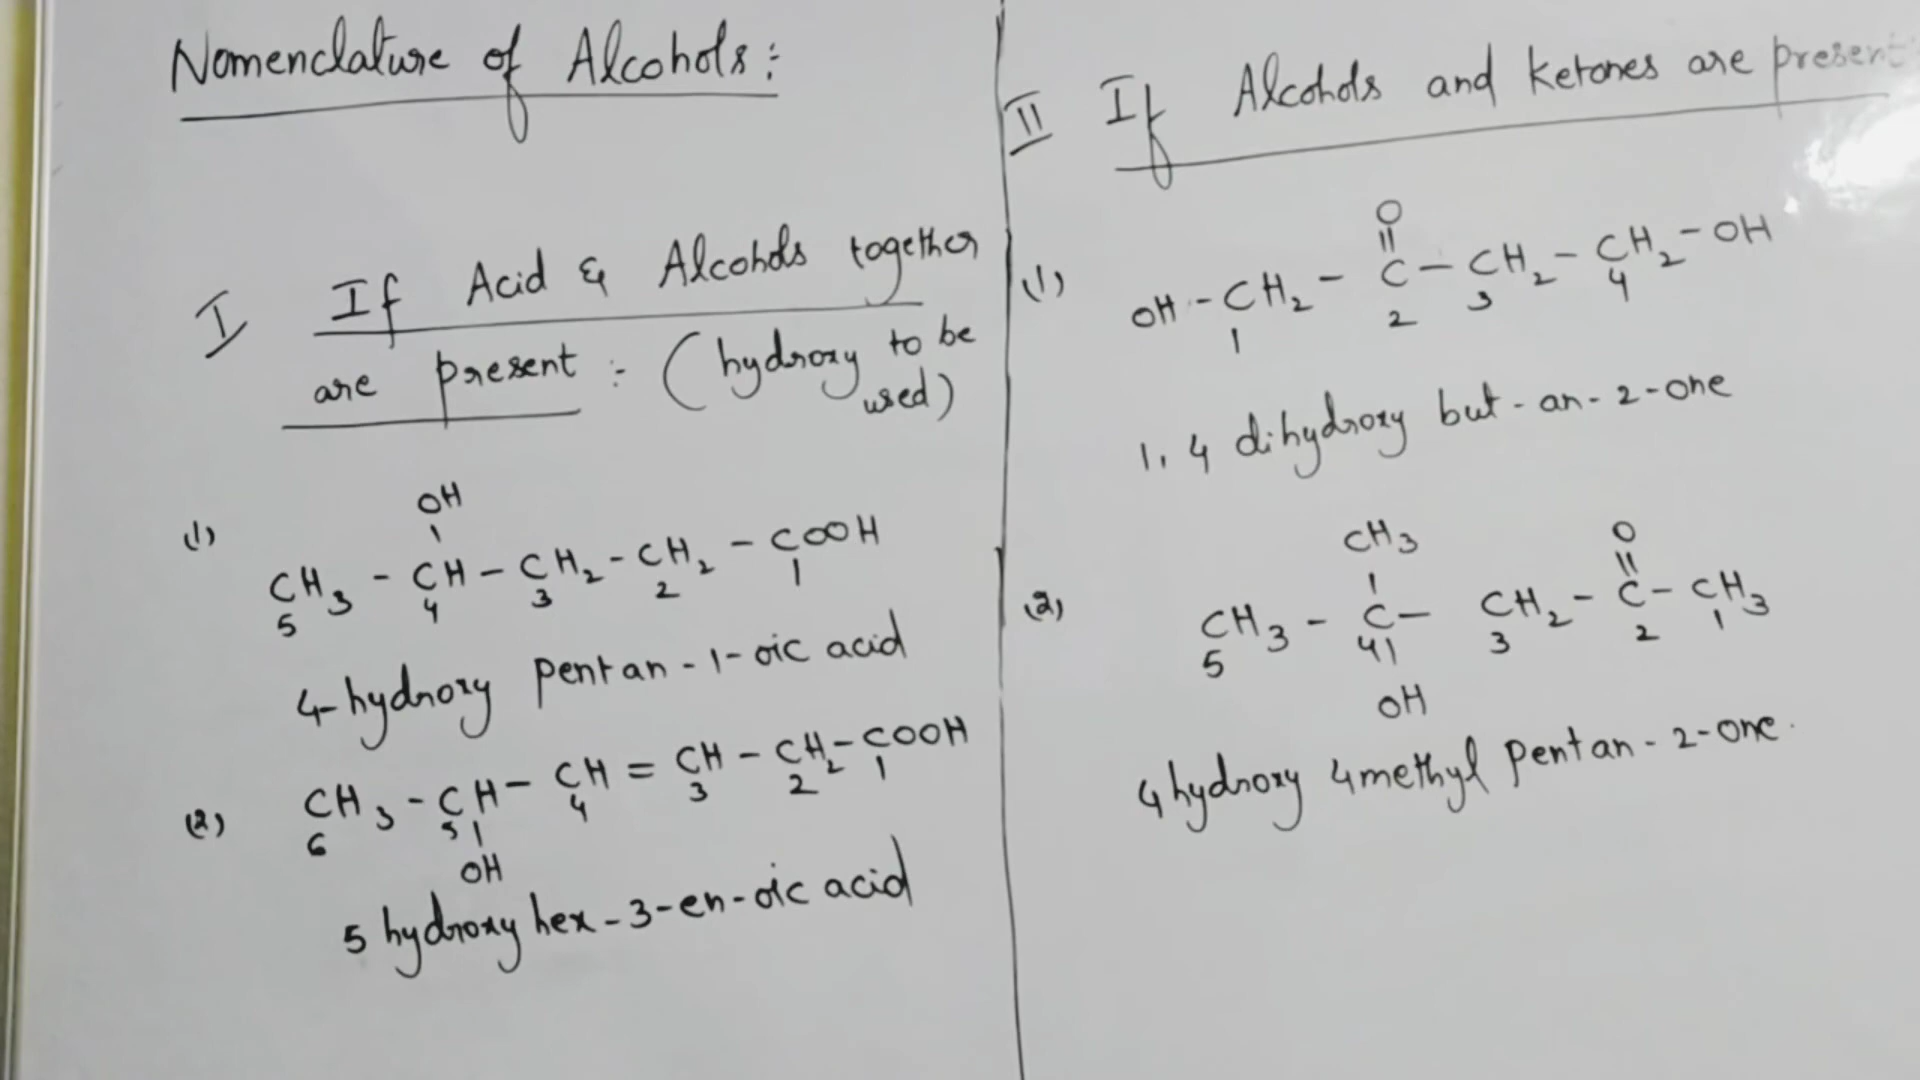 Nomenclature of Alcohols:
I If Acid & Alcohols together
are present :- (hydroxy to be
used)
OH
(1) CH3 - CH - CH2 - CH2 - COOH
5 4 3 2 1
4-hydroxy pentan-1-oic acid
(2) CH3 - CH - CH = CH - CH2 - COOH
6 5 4 3 2 1
OH
5 hydroxy hex-3-en-oic acid
II If Alcohols and ketones are present
O
(1) OH - CH2 - C - CH2 - CH2 - OH
1 2 3 4
1,4 dihydroxy but-an-2-one
CH3 O
(2) CH3 - C - CH2 - C - CH3
5 4 3 2 1
OH
4 hydroxy 4 methyl pentan-2-one.